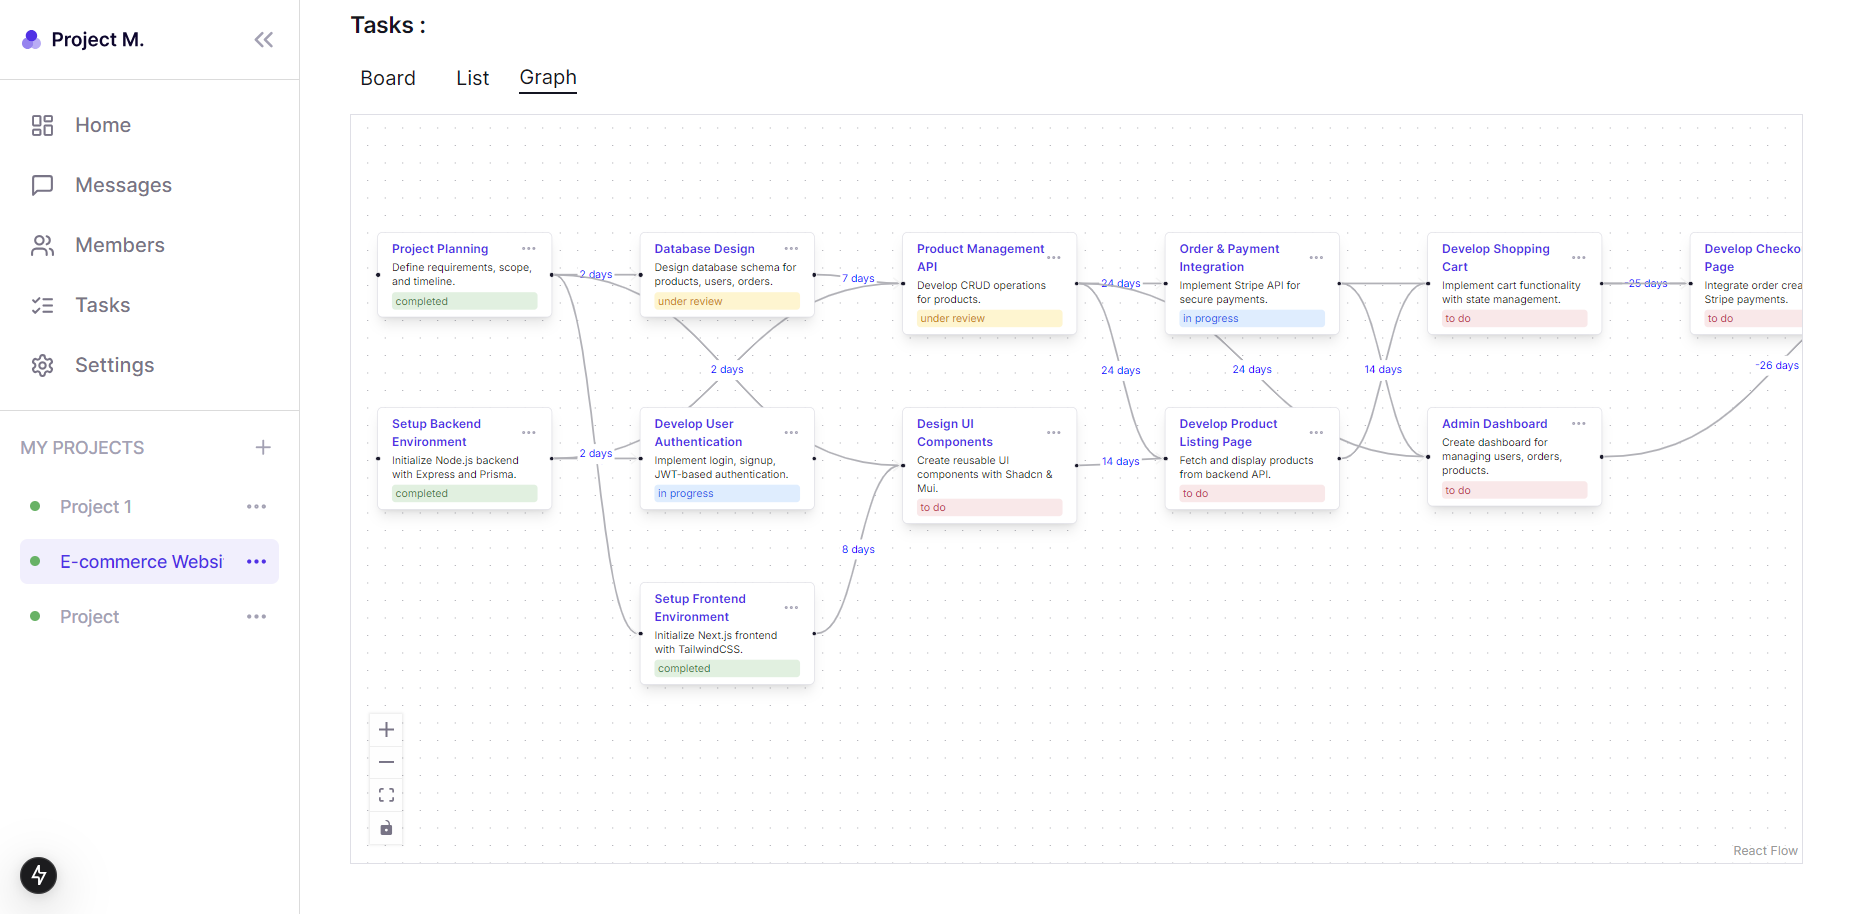 Project M.
Home
Messages
Members
Tasks
Settings
MY PROJECTS
Project 1
E-commerce Websi
Project
Tasks :
Board
List
Graph
Project Planning
Define requirements, scope,
and timeline.
completed
2 days
Database Design
Design database schema for
products, users, orders.
under review
7 days
Product Management
API
Develop CRUD operations
for products.
under review
24 days
Order & Payment
Integration
Implement Stripe API for
secure payments.
in progress
Develop Shopping
Cart
Implement cart functionality
with state management.
to do
-25 days
Develop Checko
Page
Integrate order crea
Stripe payments.
to do
2 days
24 days
24 days
14 days
-26 days
Setup Backend
Environment
Initialize Node.js backend
with Express and Prisma.
completed
2 days
Develop User
Authentication
Implement login, signup,
JWT-based authentication.
in progress
Design UI
Components
Create reusable UI
components with Shadcn &
Mui.
to do
14 days
Develop Product
Listing Page
Fetch and display products
from backend API.
to do
Admin Dashboard
Create dashboard for
managing users, orders,
products.
to do
8 days
Setup Frontend
Environment
Initialize Next.js frontend
with TailwindCSS.
completed
React Flow